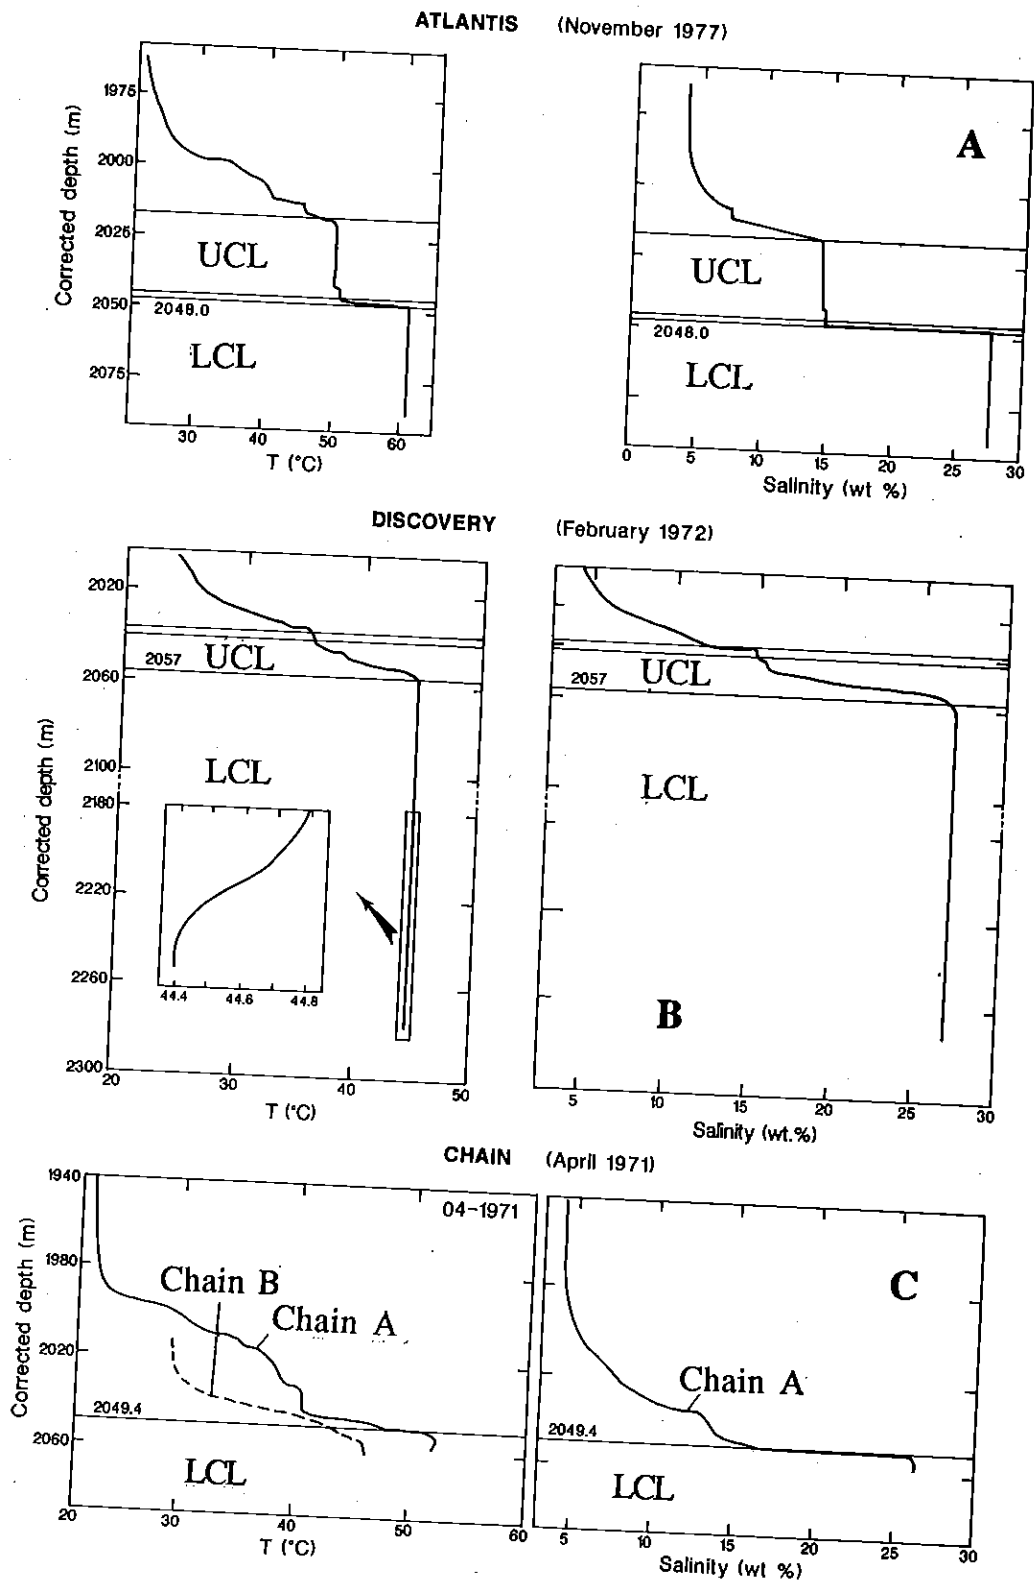 ATLANTIS (November 1977)
Corrected depth (m)
1975
2000
2025
2050
2075
UCL
2048.0
LCL
30 40 50 60
T (°C)
A
UCL
2048.0
LCL
0 5 10 15 20 25 30
Salinity (wt %)
DISCOVERY (February 1972)
Corrected depth (m)
2020
2060
2100
2180
2220
2260
2300
2057
UCL
LCL
44.4 44.6 44.8
20 30 40 50
T (°C)
UCL
2057
LCL
B
5 10 15 20 25 30
Salinity (wt.%)
CHAIN (April 1971)
Corrected depth (m)
1940
1980
2020
2060
04-1971
Chain B
Chain A
2049.4
LCL
20 30 40 50 60
T (°C)
C
Chain A
2049.4
LCL
5 10 15 20 25 30
Salinity (wt %)